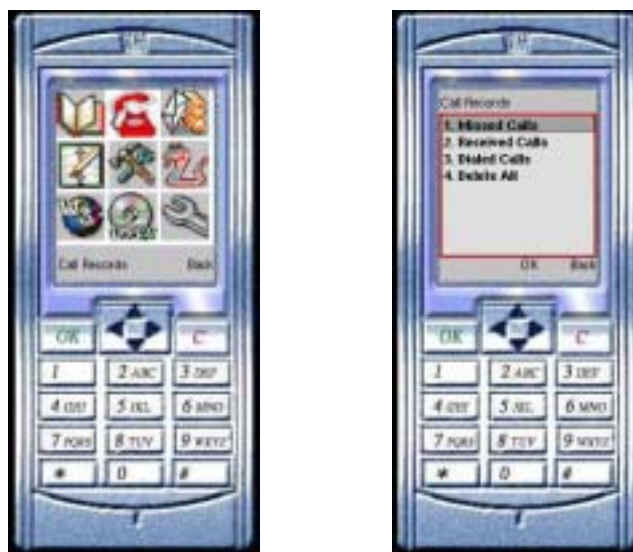 Call Records Back
OK C
1 2 ABC 3 DEF
4 GHI 5 JKL 6 MNO
7 PQRS 8 TUV 9 WXYZ
* 0 #
Call Records
1. Missed Calls
2. Received Calls
3. Dialed Calls
4. Delete All
OK Back
OK C
1 2 ABC 3 DEF
4 GHI 5 JKL 6 MNO
7 PQRS 8 TUV 9 WXYZ
* 0 #